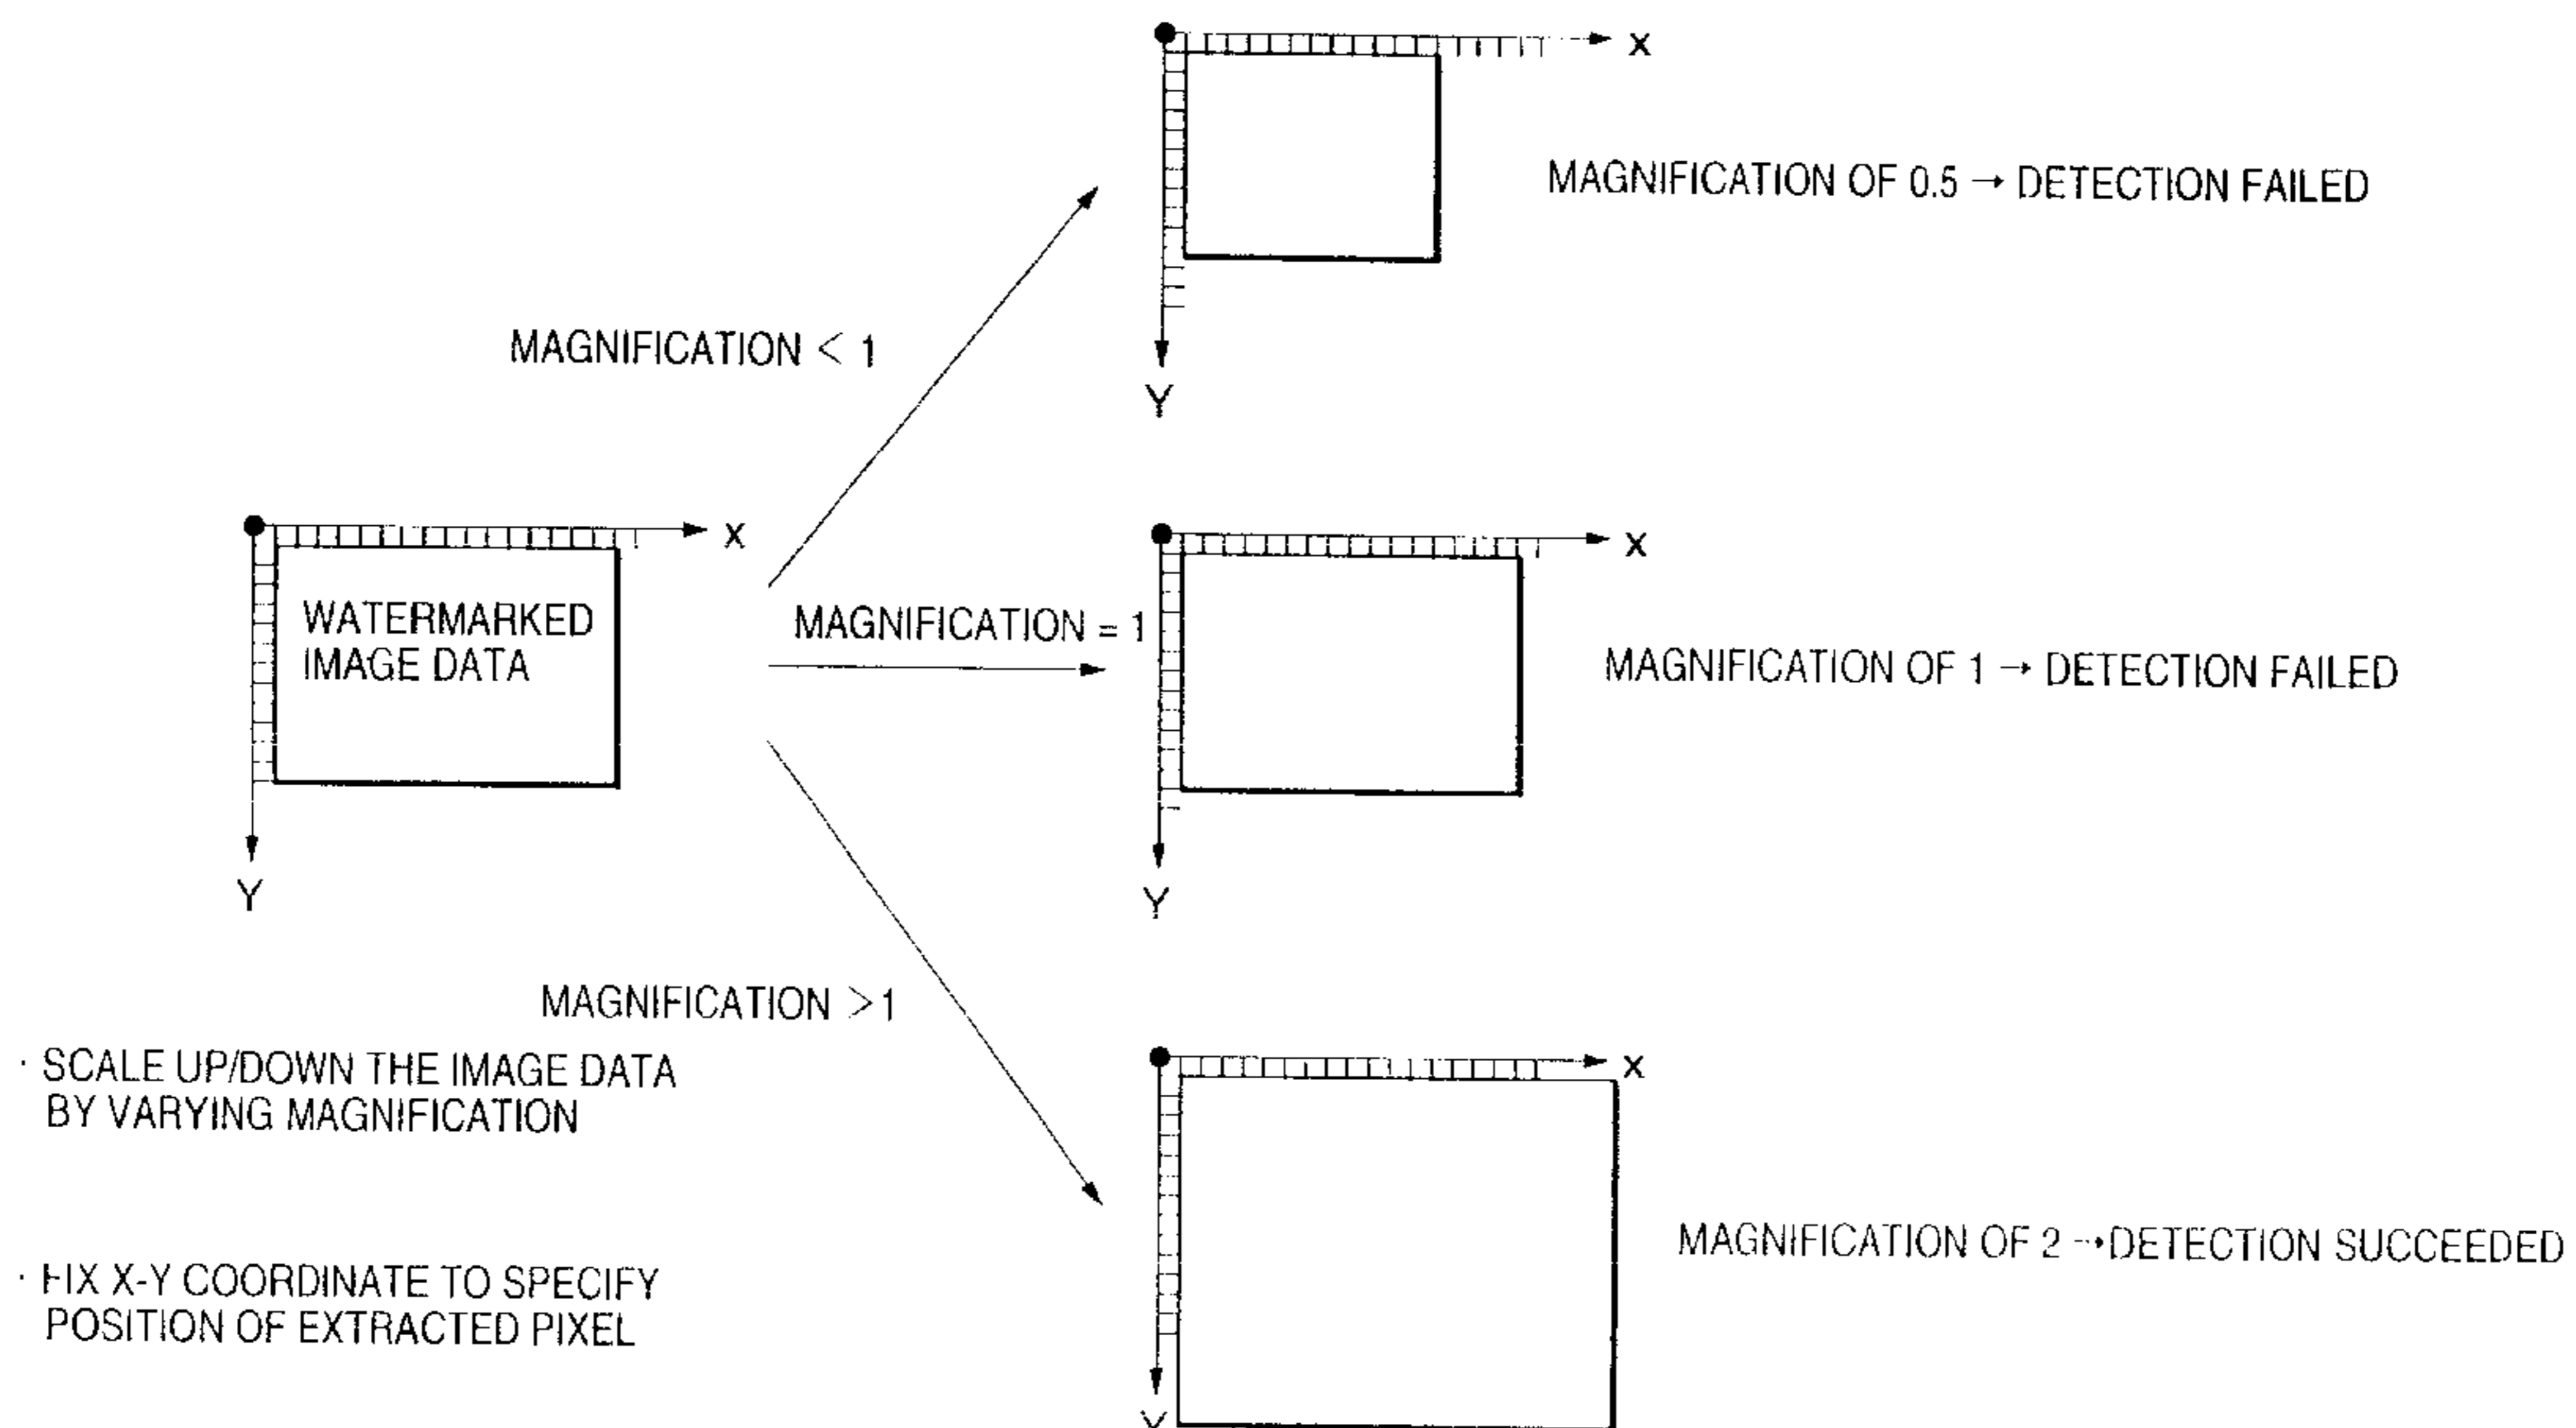 X
MAGNIFICATION OF 0.5 → DETECTION FAILED
MAGNIFICATION < 1
Y
X
X
WATERMARKED
IMAGE DATA
MAGNIFICATION = 1
MAGNIFICATION OF 1 → DETECTION FAILED
Y
Y
MAGNIFICATION >1
· SCALE UP/DOWN THE IMAGE DATA
BY VARYING MAGNIFICATION
X
MAGNIFICATION OF 2 →DETECTION SUCCEEDED
· FIX X-Y COORDINATE TO SPECIFY
POSITION OF EXTRACTED PIXEL
Y